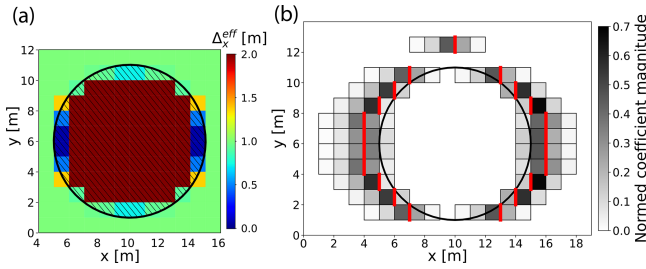 (a)
Δ_x^eff [m]
12
10
8
6
4
2
0
y [m]
4 6 8 10 12 14 16
x [m]
2.0
1.5
1.0
0.5
0.0
(b)
14
12
10
8
6
4
2
0
y [m]
0 2 4 6 8 10 12 14 16 18
x [m]
0.7
0.6
0.5
0.4
0.3
0.2
0.1
0.0
Normed coefficient magnitude